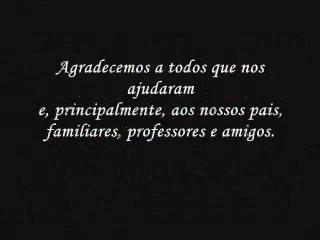 Agradecemos a todos que nos
ajudaram
e, principalmente, aos nossos pais,
familiares, professores e amigos.